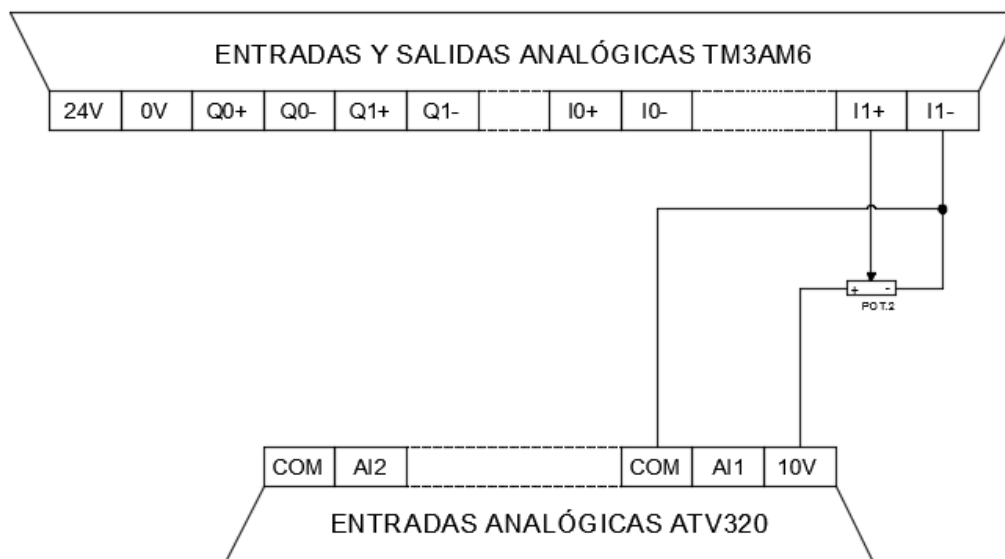 ENTRADAS Y SALIDAS ANALÓGICAS TM3AM6
24V 0V Q0+ Q0- Q1+ Q1- I0+ I0- I1+ I1-
+ -
POT.2
COM AI2 COM AI1 10V
ENTRADAS ANALÓGICAS ATV320